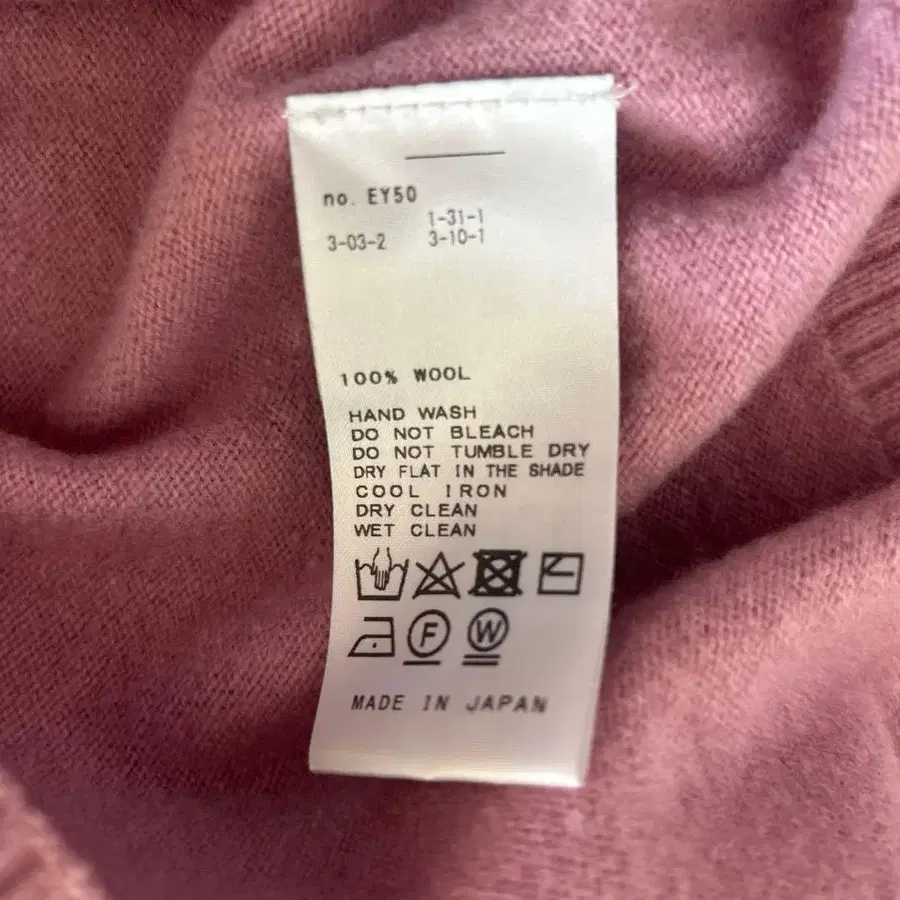 no. EY50
1-31-1
3-03-2 3-10-1
100% WOOL
HAND WASH
DO NOT BLEACH
DO NOT TUMBLE DRY
DRY FLAT IN THE SHADE
COOL IRON
DRY CLEAN
WET CLEAN
F W
MADE IN JAPAN